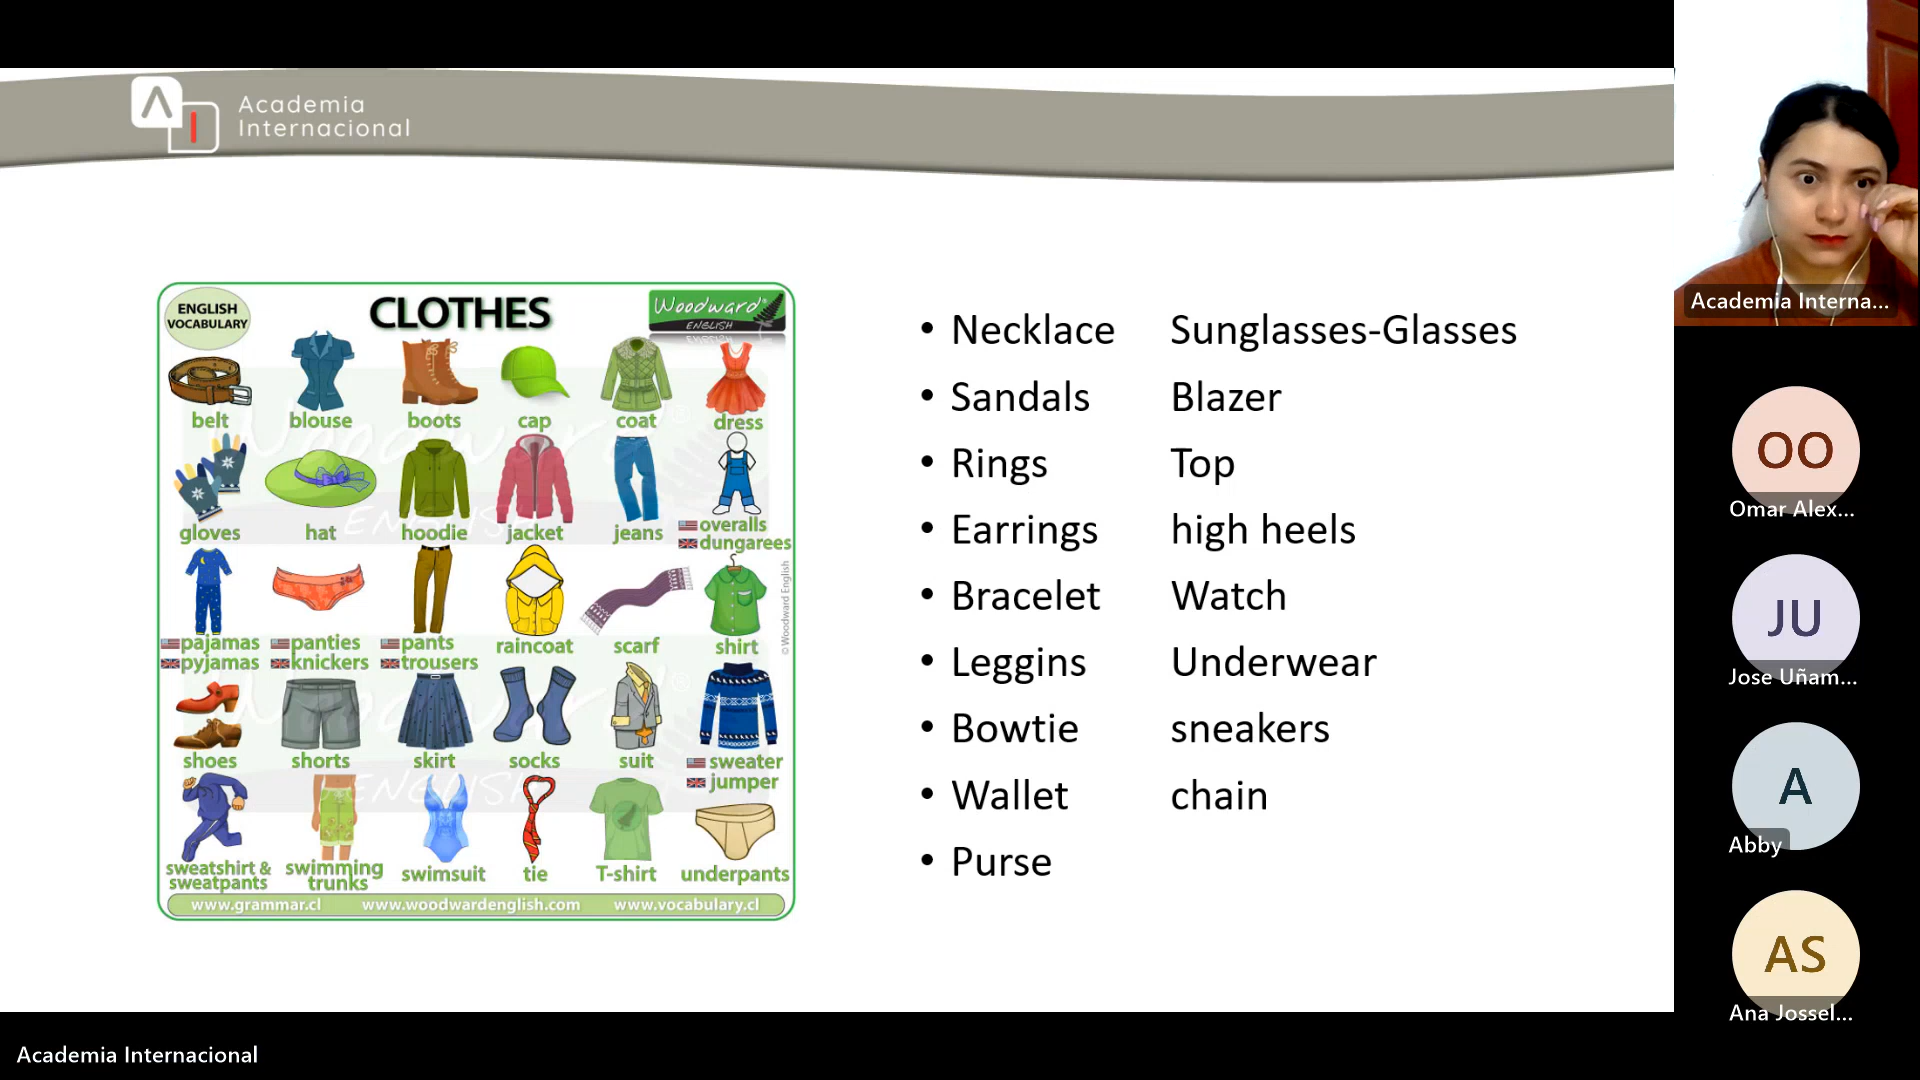 Academia
Internacional
ENGLISH
VOCABULARY
CLOTHES
Woodward®
ENGLISH
belt blouse boots cap coat dress
gloves hat hoodie jacket jeans overalls
dungarees
pajamas panties pants raincoat scarf shirt
pyjamas knickers trousers
© Woodward English
shoes shorts skirt socks suit sweater
jumper
sweatshirt & swimming swimsuit tie T-shirt underpants
sweatpants trunks
www.grammar.cl www.woodwardenglish.com www.vocabulary.cl
• Necklace Sunglasses-Glasses
• Sandals Blazer
• Rings Top
• Earrings high heels
• Bracelet Watch
• Leggins Underwear
• Bowtie sneakers
• Wallet chain
• Purse
Academia Interna...
OO
Omar Alex...
JU
Jose Uñam...
A
Abby
AS
Ana Jossel...
Academia Internacional